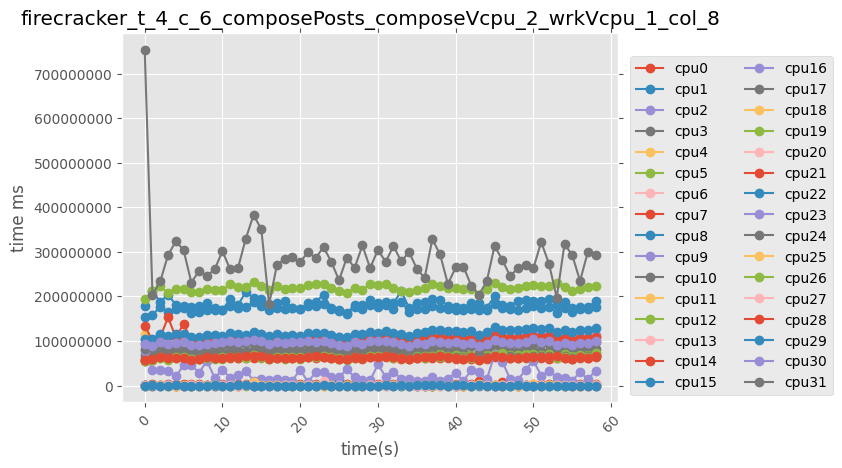 firecracker_t_4_c_6_composePosts_composeVcpu_2_wrkVcpu_1_col_8
time ms
700000000
600000000
500000000
400000000
300000000
200000000
100000000
0
0
10
20
30
40
50
60
time(s)
cpu0
cpu1
cpu2
cpu3
cpu4
cpu5
cpu6
cpu7
cpu8
cpu9
cpu10
cpu11
cpu12
cpu13
cpu14
cpu15
cpu16
cpu17
cpu18
cpu19
cpu20
cpu21
cpu22
cpu23
cpu24
cpu25
cpu26
cpu27
cpu28
cpu29
cpu30
cpu31